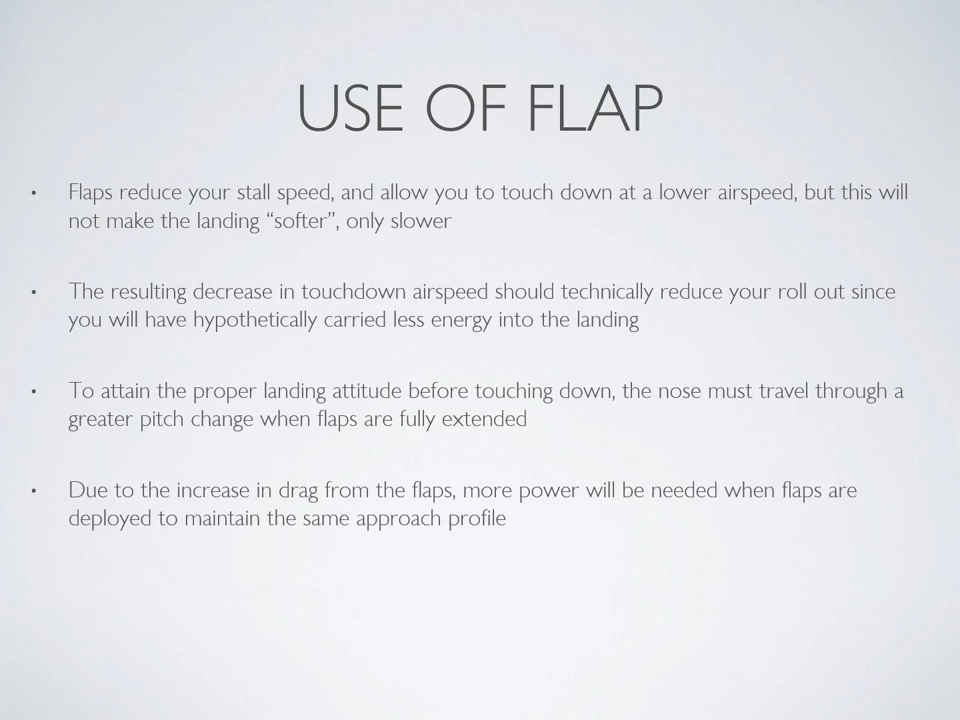 USE OF FLAP
• Flaps reduce your stall speed, and allow you to touch down at a lower airspeed, but this will
not make the landing “softer”, only slower
• The resulting decrease in touchdown airspeed should technically reduce your roll out since
you will have hypothetically carried less energy into the landing
• To attain the proper landing attitude before touching down, the nose must travel through a
greater pitch change when flaps are fully extended
• Due to the increase in drag from the flaps, more power will be needed when flaps are
deployed to maintain the same approach profile